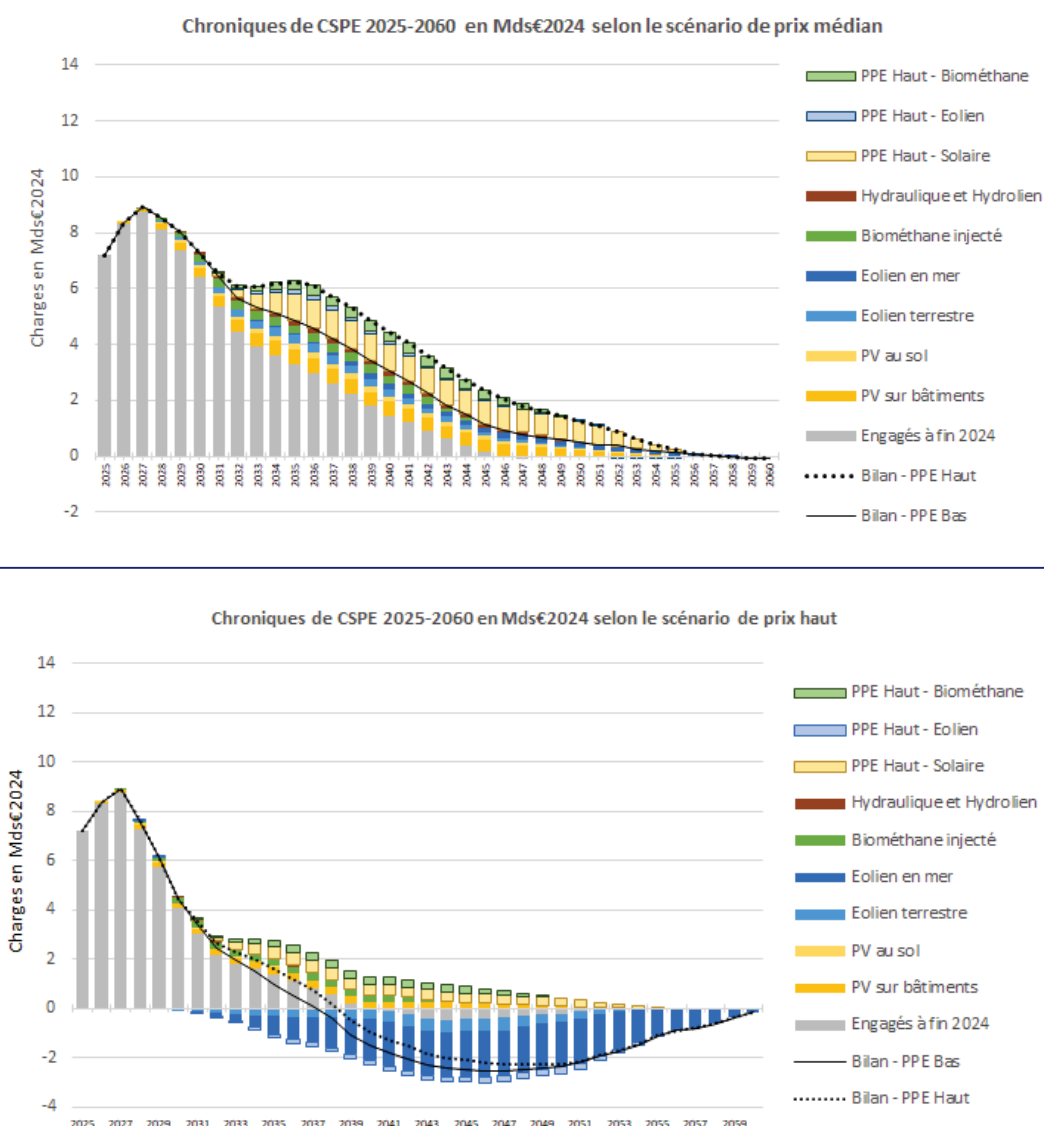 Chroniques de CSPE 2025-2060 en Mds€2024 selon le scénario de prix médian
14
12
10
8
6
4
2
0
-2
Charges en Mds€2024
2025 2026 2027 2028 2029 2030 2031 2032 2033 2034 2035 2036 2037 2038 2039 2040 2041 2042 2043 2044 2045 2046 2047 2048 2049 2050 2051 2052 2053 2054 2055 2056 2057 2058 2059 2060
PPE Haut - Biométhane
PPE Haut - Eolien
PPE Haut - Solaire
Hydraulique et Hydrolien
Biométhane injecté
Eolien en mer
Eolien terrestre
PV au sol
PV sur bâtiments
Engagés à fin 2024
Bilan - PPE Haut
Bilan - PPE Bas
Chroniques de CSPE 2025-2060 en Mds€2024 selon le scénario de prix haut
14
12
10
8
6
4
2
0
-2
-4
Charges en Mds€2024
2025 2027 2029 2031 2033 2035 2037 2039 2041 2043 2045 2047 2049 2051 2053 2055 2057 2059
PPE Haut - Biométhane
PPE Haut - Eolien
PPE Haut - Solaire
Hydraulique et Hydrolien
Biométhane injecté
Eolien en mer
Eolien terrestre
PV au sol
PV sur bâtiments
Engagés à fin 2024
Bilan - PPE Bas
Bilan - PPE Haut